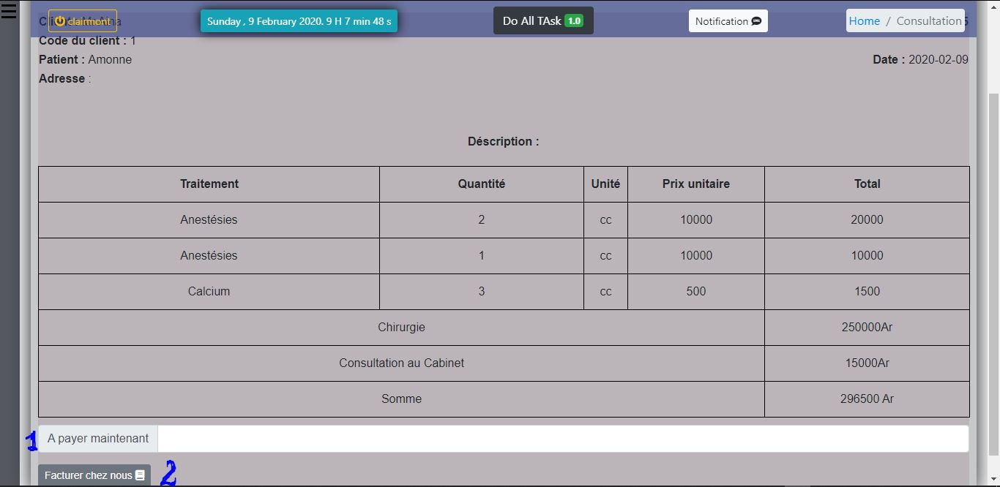 clairmont
Sunday , 9 February 2020. 9 H 7 min 48 s
Do All TAsk 1.0
Notification
Home / Consultation
Code du client : 1
Patient : Amonne
Date : 2020-02-09
Adresse :
Déscription :
Traitement Quantité Unité Prix unitaire Total
Anestésies 2 cc 10000 20000
Anestésies 1 cc 10000 10000
Calcium 3 cc 500 1500
Chirurgie 250000Ar
Consultation au Cabinet 15000Ar
Somme 296500 Ar
1 A payer maintenant
Facturer chez nous 2